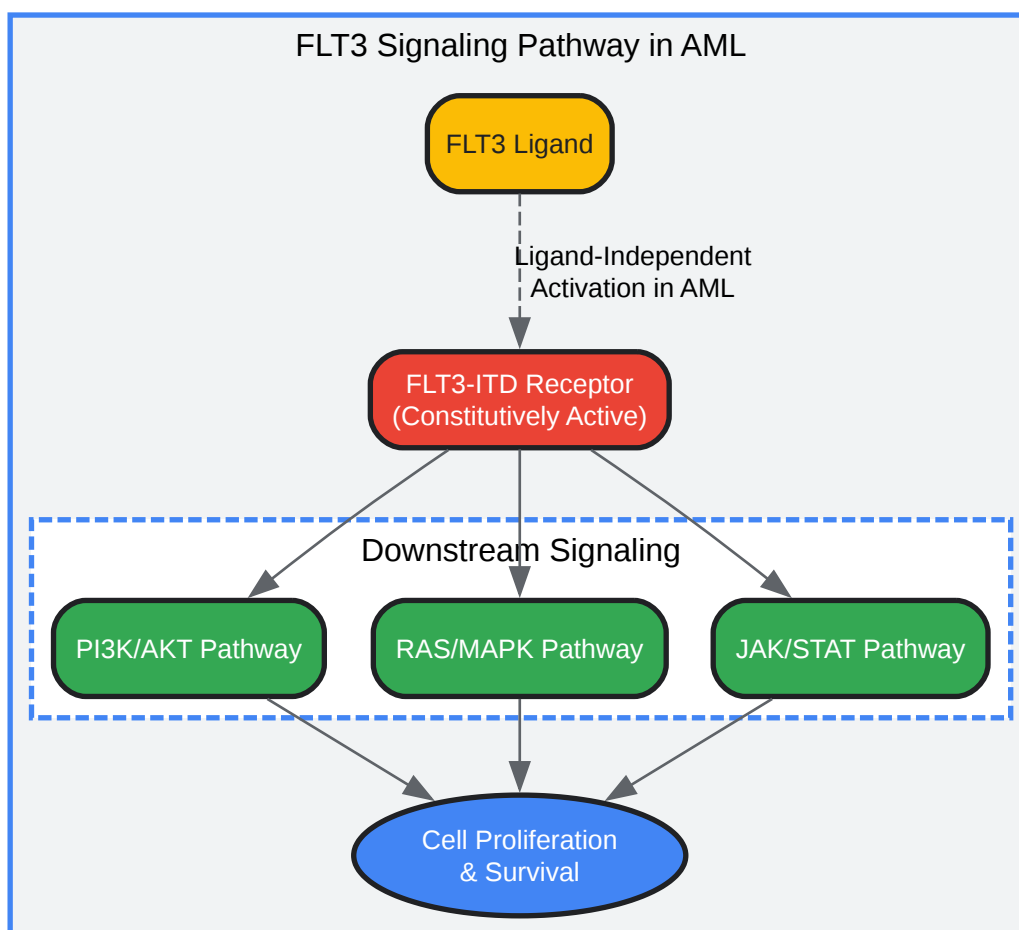 FLT3 Signaling Pathway in AML
FLT3 Ligand
Ligand-Independent
Activation in AML
FLT3-ITD Receptor
(Constitutively Active)
Downstream Signaling
PI3K/AKT Pathway
RAS/MAPK Pathway
JAK/STAT Pathway
Cell Proliferation
& Survival